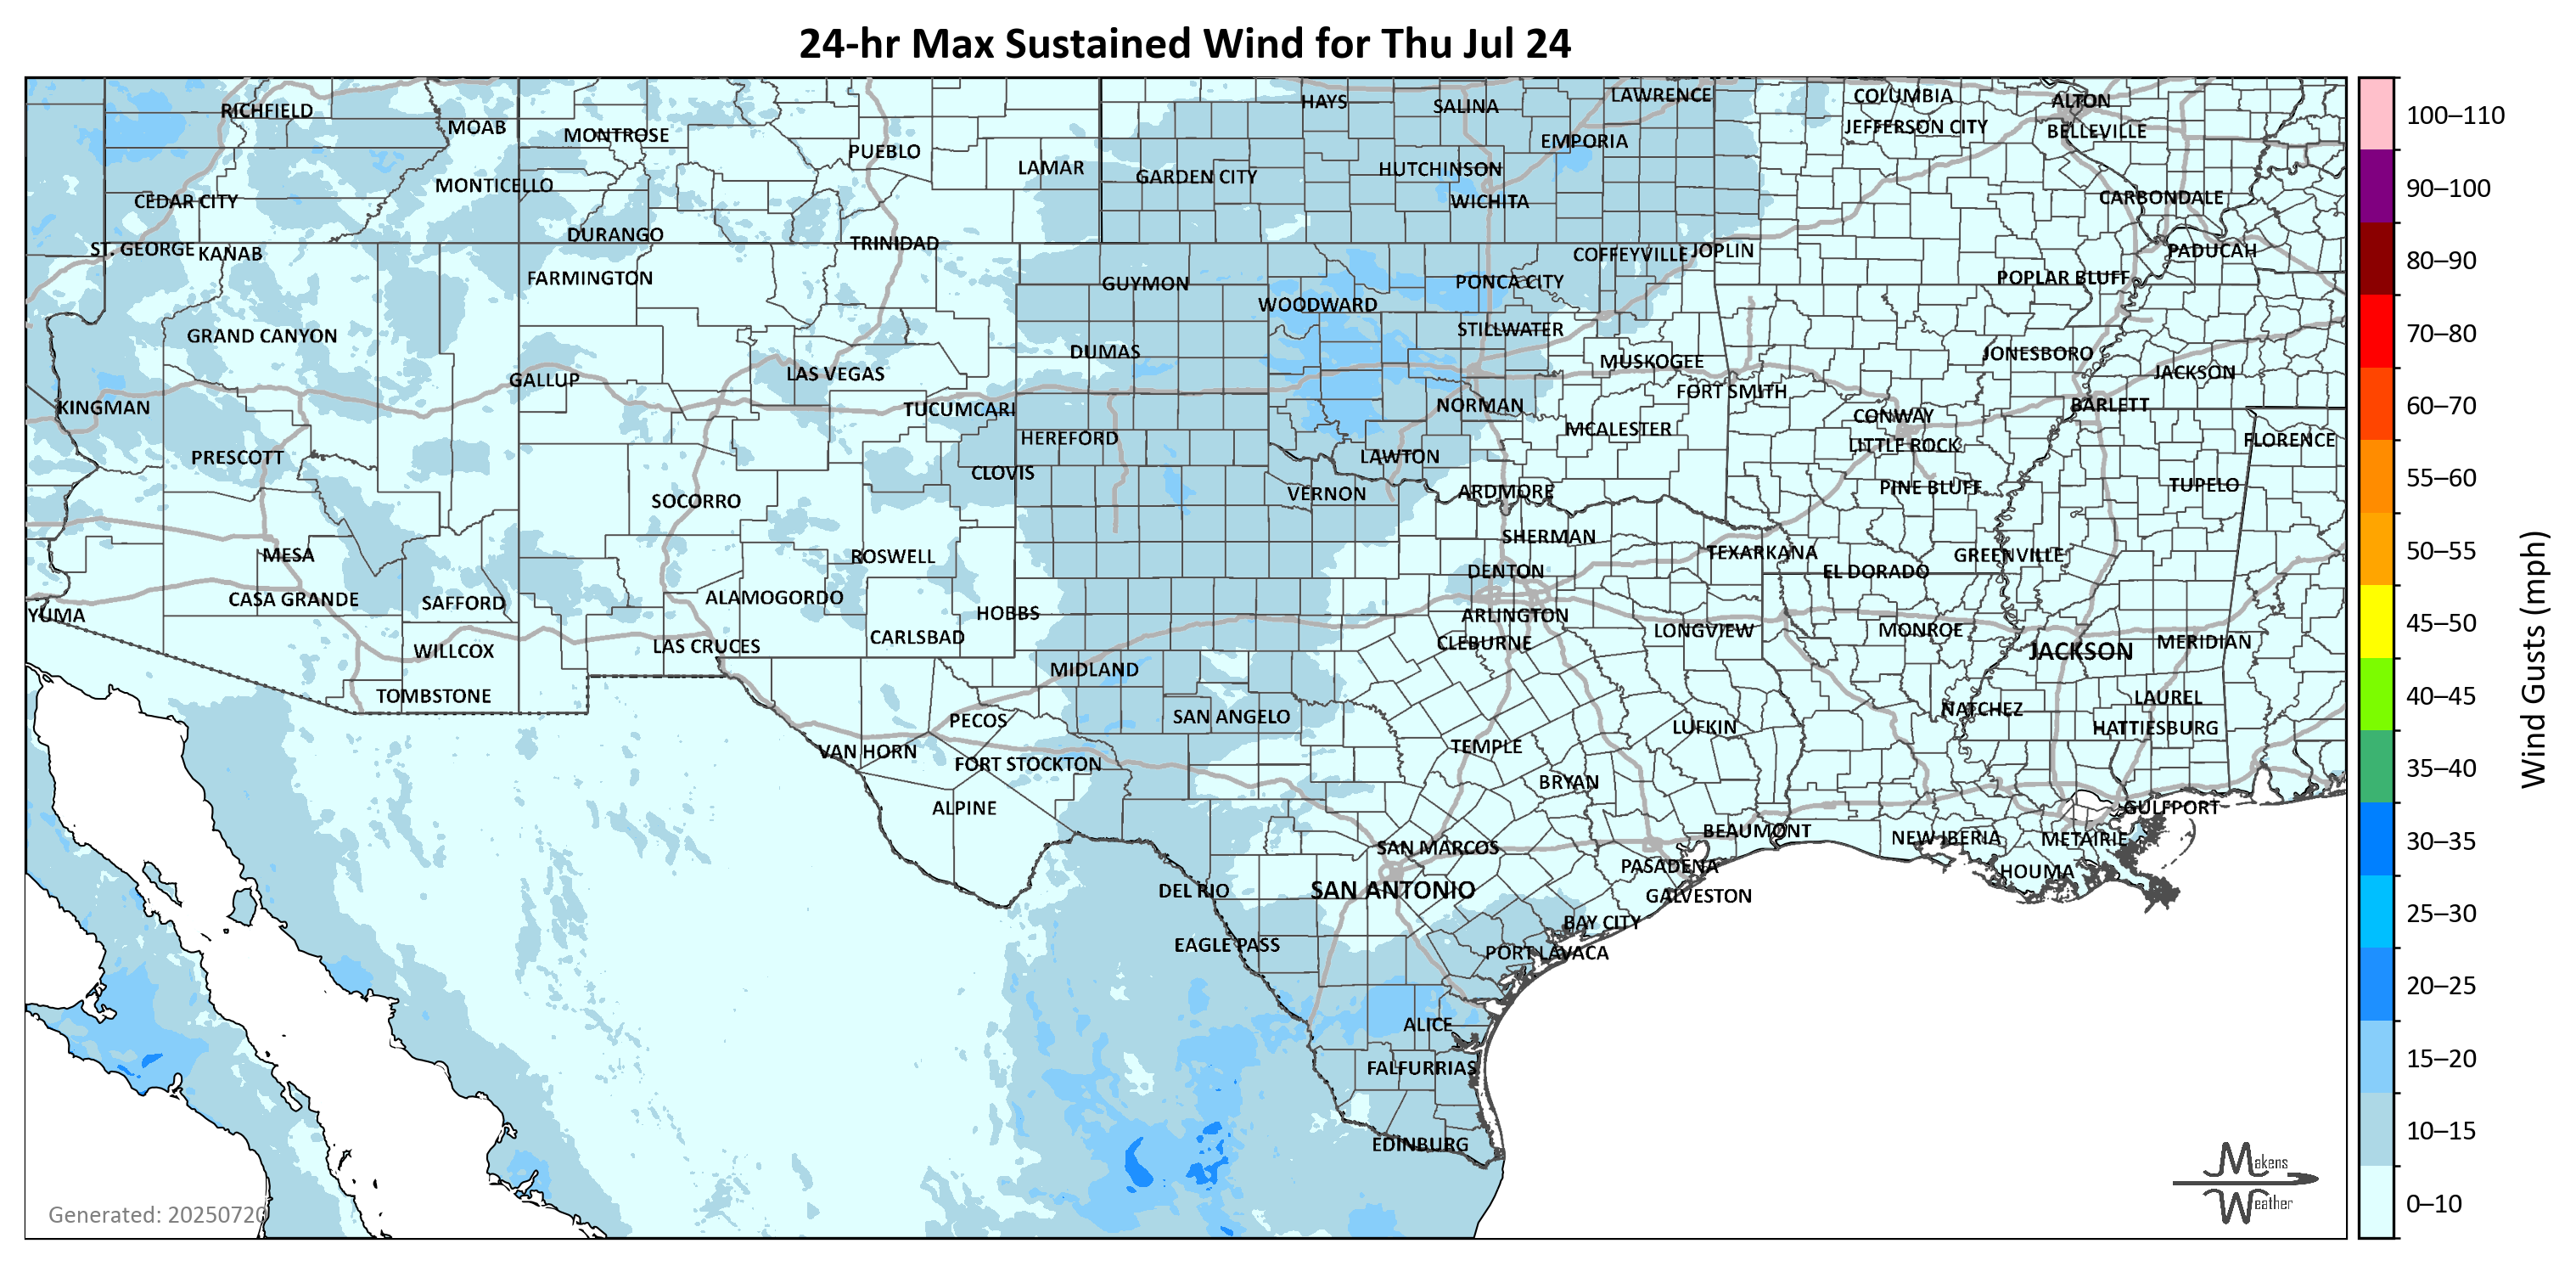 24-hr Max Sustained Wind for Thu Jul 24
RICHFIELD
MOAB
MONTROSE
PUEBLO
LAMAR
HAYS
SALINA
LAWRENCE
COLUMBIA
ALTON
JEFFERSON CITY
BELLEVILLE
EMPORIA
HUTCHINSON
GARDEN CITY
MONTICELLO
CEDAR CITY
WICHITA
CARBONDALE
DURANGO
TRINIDAD
ST. GEORGE
KANAB
COFFEYVILLE
JOPLIN
PADUCAH
FARMINGTON
GUYMON
PONCA CITY
POPLAR BLUFF
WOODWARD
GRAND CANYON
STILLWATER
DUMAS
MUSKOGEE
JONESBORO
GALLUP
LAS VEGAS
JACKSON
FORT SMITH
KINGMAN
TUCUMCARI
NORMAN
CONWAY
BARLETT
HEREFORD
MCALESTER
LITTLE ROCK
FLORENCE
PRESCOTT
CLOVIS
LAWTON
SOCORRO
VERNON
ARDMORE
PINE BLUFF
TUPELO
MESA
ROSWELL
SHERMAN
TEXARKANA
GREENVILLE
DENTON
EL DORADO
CASA GRANDE
SAFFORD
ALAMOGORDO
HOBBS
YUMA
ARLINGTON
LAS CRUCES
CARLSBAD
CLEBURNE
LONGVIEW
MONROE
WILLCOX
JACKSON
MERIDIAN
MIDLAND
TOMBSTONE
LAUREL
PECOS
SAN ANGELO
NATCHEZ
LUFKIN
HATTIESBURG
VAN HORN
FORT STOCKTON
TEMPLE
BRYAN
ALPINE
GULFPORT
BEAUMONT
NEW IBERIA
METAIRIE
SAN MARCOS
PASADENA
HOUMA
DEL RIO
SAN ANTONIO
GALVESTON
BAY CITY
EAGLE PASS
PORT LAVACA
ALICE
FALFURRIAS
EDINBURG
Generated: 20250720
Makens
Weather
100–110
90–100
80–90
70–80
60–70
55–60
50–55
45–50
40–45
35–40
30–35
25–30
20–25
15–20
10–15
0–10
Wind Gusts (mph)